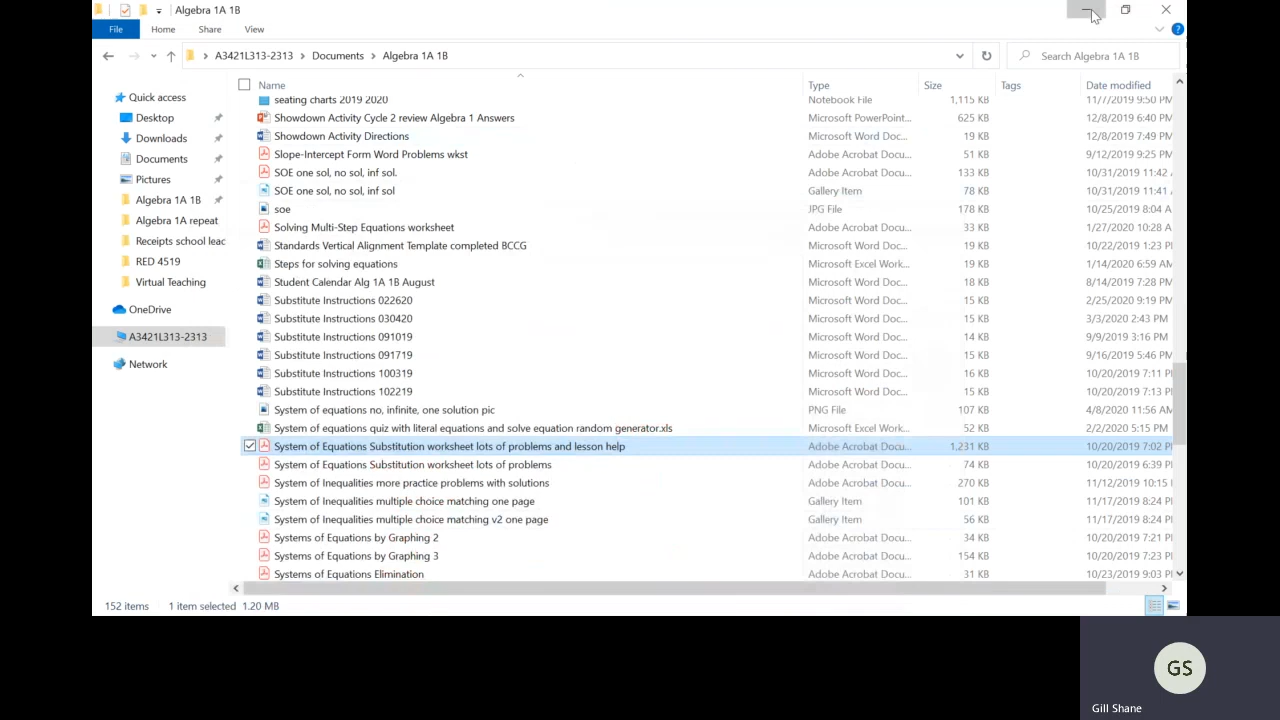 Algebra 1A 1B
File Home Share View
A3421L313-2313 > Documents > Algebra 1A 1B
Search Algebra 1A 1B
Name Type Size Tags Date modified
Quick access
Desktop
Downloads
Documents
Pictures
Algebra 1A 1B
Algebra 1A repeat
Receipts school leac
RED 4519
Virtual Teaching
OneDrive
A3421L313-2313
Network
seating charts 2019 2020 Notebook File 1,115 KB 11/7/2019 9:50 PM
Showdown Activity Cycle 2 review Algebra 1 Answers Microsoft PowerPoint... 625 KB 12/8/2019 6:40 PM
Showdown Activity Directions Microsoft Word Doc... 19 KB 12/8/2019 7:49 PM
Slope-Intercept Form Word Problems wkst Adobe Acrobat Docu... 51 KB 9/12/2019 9:25 PM
SOE one sol, no sol, inf sol. Adobe Acrobat Docu... 133 KB 10/31/2019 11:42
SOE one sol, no sol, inf sol Gallery Item 78 KB 10/31/2019 11:41
soe JPG File 178 KB 10/25/2019 8:04 A
Solving Multi-Step Equations worksheet Adobe Acrobat Docu... 33 KB 1/27/2020 10:28 A
Standards Vertical Alignment Template completed BCCG Microsoft Word Doc... 19 KB 10/22/2019 1:23 P
Steps for solving equations Microsoft Excel Work... 19 KB 1/14/2020 6:59 AM
Student Calendar Alg 1A 1B August Microsoft Word Doc... 18 KB 8/14/2019 7:28 PM
Substitute Instructions 022620 Microsoft Word Doc... 15 KB 2/25/2020 9:19 PM
Substitute Instructions 030420 Microsoft Word Doc... 15 KB 3/3/2020 2:43 PM
Substitute Instructions 091019 Microsoft Word Doc... 14 KB 9/9/2019 3:16 PM
Substitute Instructions 091719 Microsoft Word Doc... 15 KB 9/16/2019 5:46 PM
Substitute Instructions 100319 Microsoft Word Doc... 16 KB 10/20/2019 7:11 P
Substitute Instructions 102219 Microsoft Word Doc... 15 KB 10/20/2019 7:13 P
System of equations no, infinite, one solution pic PNG File 107 KB 4/8/2020 11:56 AM
System of equations quiz with literal equations and solve equation random generator.xls Microsoft Excel Work... 52 KB 2/2/2020 5:15 PM
System of Equations Substitution worksheet lots of problems and lesson help Adobe Acrobat Docu... 1,231 KB 10/20/2019 7:02 P
System of Equations Substitution worksheet lots of problems Adobe Acrobat Docu... 74 KB 10/20/2019 6:39 P
System of Inequalities more practice problems with solutions Adobe Acrobat Docu... 270 KB 11/12/2019 10:15
System of Inequalities multiple choice matching one page Gallery Item 101 KB 11/17/2019 8:24 P
System of Inequalities multiple choice matching v2 one page Gallery Item 56 KB 11/17/2019 8:24 P
Systems of Equations by Graphing 2 Adobe Acrobat Docu... 34 KB 10/20/2019 7:21 P
Systems of Equations by Graphing 3 Adobe Acrobat Docu... 154 KB 10/20/2019 7:23 P
Systems of Equations Elimination Adobe Acrobat Docu... 31 KB 10/23/2019 9:03 P
152 items 1 item selected 1.20 MB
GS
Gill Shane